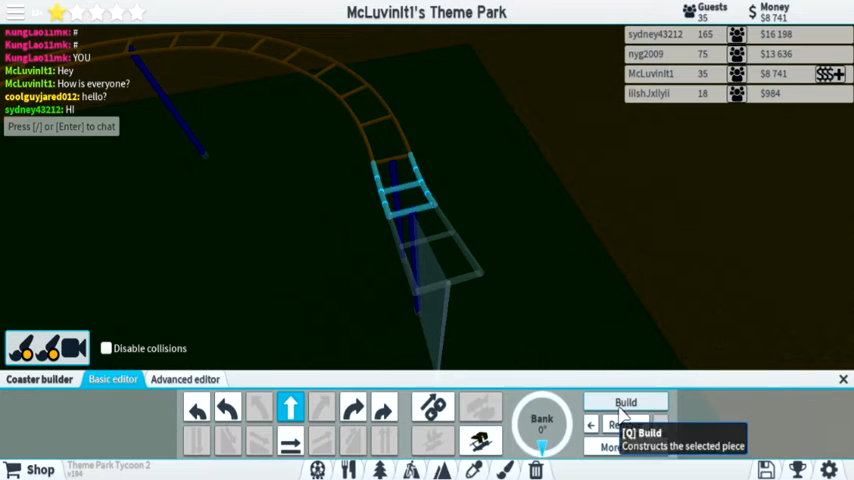 McLuvinIt1's Theme Park
Guests
35
Money
$8 741
sydney43212 165 $16 198
nyg2009 75 $13 636
McLuvinIt1 35 $8 741 $$$+
18 $984
KungLao11mk: #
KungLao11mk: #
KungLao11mk: YOU
McLuvinIt1: Hey
McLuvinIt1: How is everyone?
coolguyjared012: hello?
sydney43212: HI
Press [/] or [Enter] to chat
Disable collisions
Coaster builder
Basic editor
Advanced editor
Bank
0°
Build
[Q] Build
Constructs the selected piece
Shop
Theme Park Tycoon 2
v194